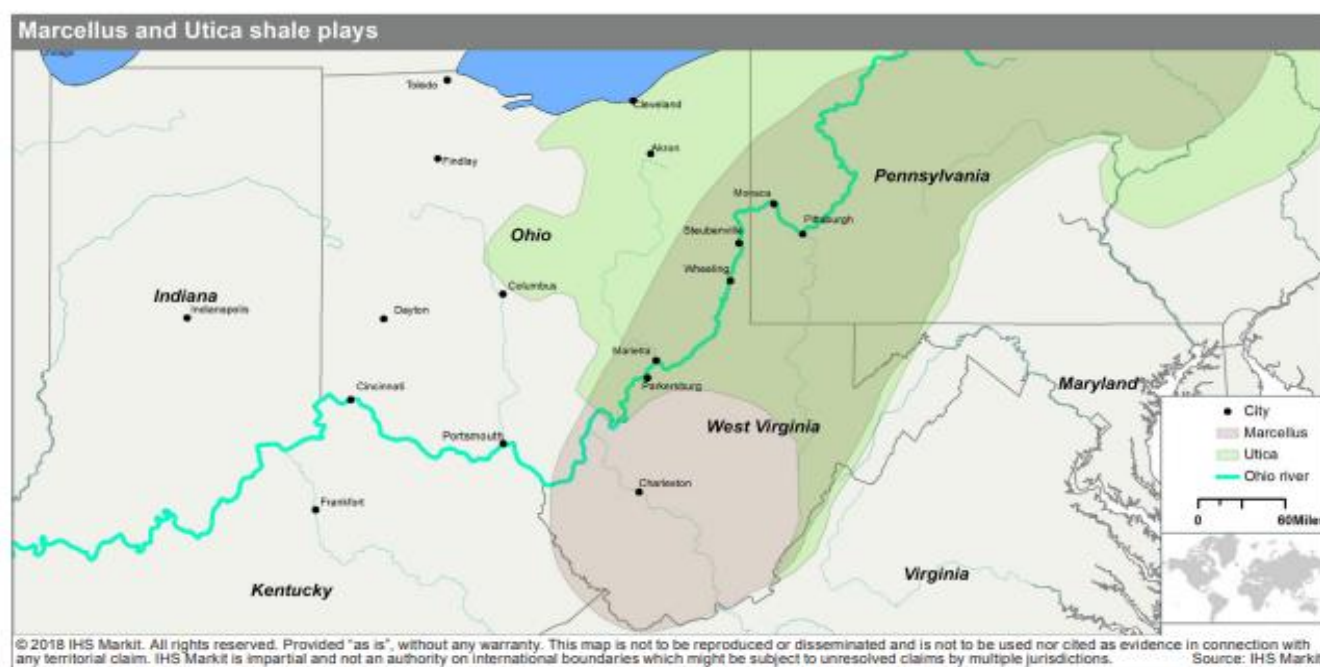 Marcellus and Utica shale plays
Chicago
Toledo
Cleveland
Findlay
Akron
Pennsylvania
Monaca
Pittsburgh
Ohio
Steubenville
Wheeling
Columbus
Indiana
Indianapolis
Dayton
Marietta
Parkersburg
Cincinnati
Maryland
West Virginia
Portsmouth
Charleston
Frankfort
Virginia
Kentucky
City
Marcellus
Utica
Ohio river
0 60Miles
© 2018 IHS Markit. All rights reserved. Provided "as is", without any warranty. This map is not to be reproduced or disseminated and is not to be used nor cited as evidence in connection with
any territorial claim. IHS Markit is impartial and not an authority on international boundaries which might be subject to unresolved claims by multiple jurisdictions. Source: IHS Markit